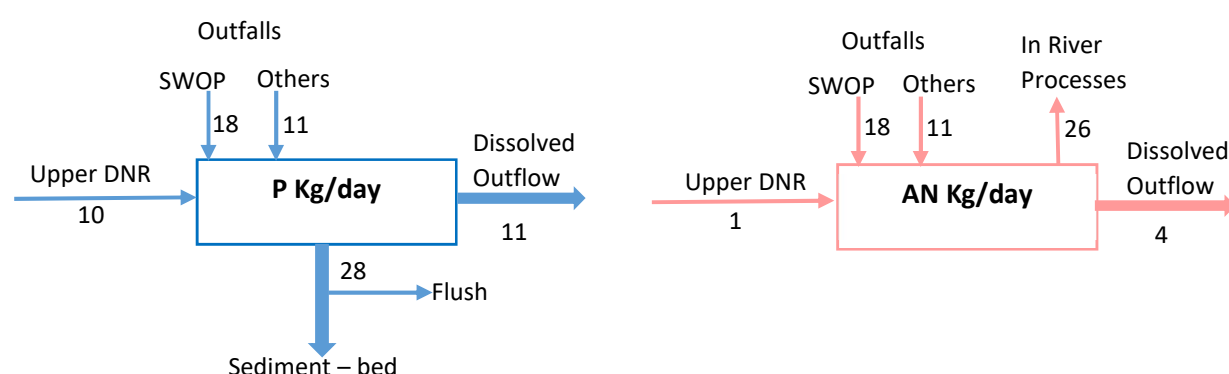 Outfalls
SWOP Others
18 11
Upper DNR
10
P Kg/day
Dissolved
Outflow
11
28
Flush
Sediment – bed
Outfalls
SWOP Others
18 11
In River
Processes
26
Upper DNR
1
AN Kg/day
Dissolved
Outflow
4